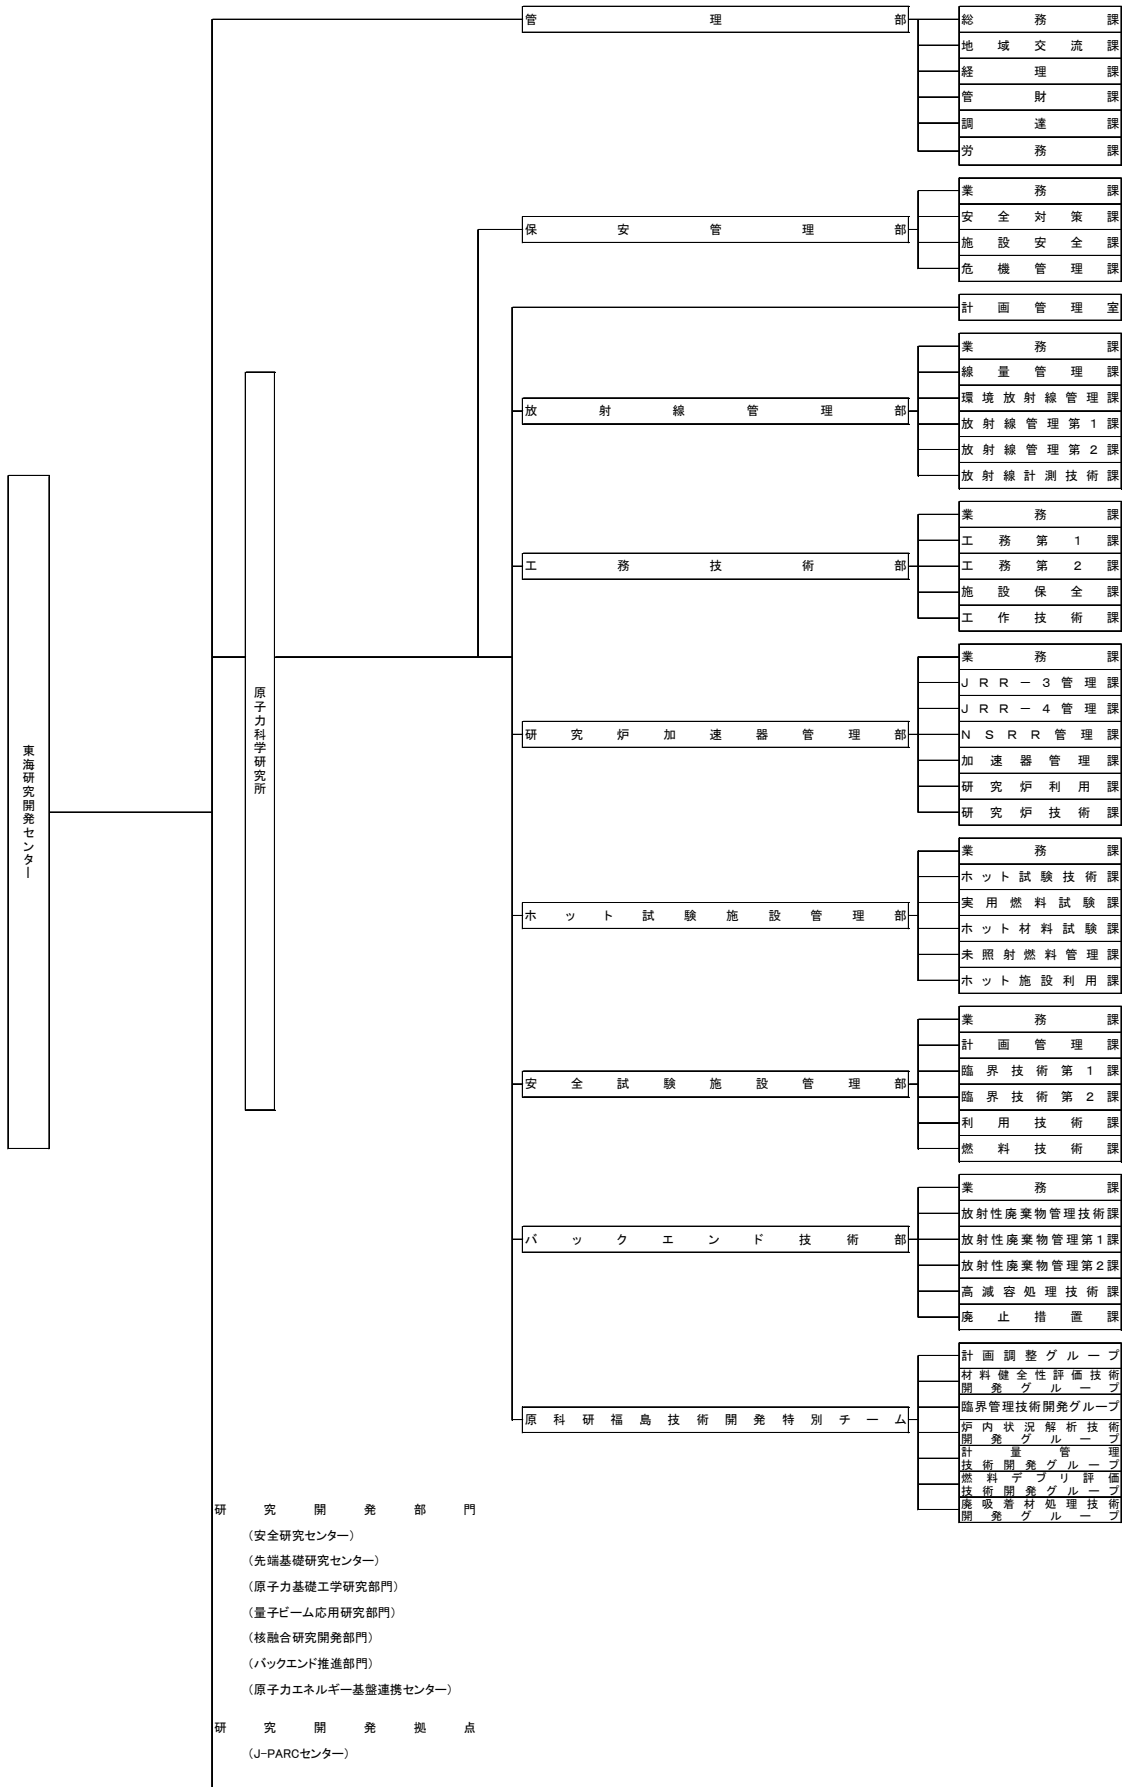 東海研究開発センター
原子力科学研究所
管理部
総務課
地域交流課
経理課
管財課
調達課
労務課
保安管理部
業務課
安全対策課
施設安全課
危機管理課
計画管理室
放射線管理部
業務課
線量管理課
環境放射線管理課
放射線管理第1課
放射線管理第2課
放射線計測技術課
工務技術部
業務課
工務第1課
工務第2課
施設保全課
工作技術課
研究炉加速器管理部
業務課
JRR-3管理課
JRR-4管理課
NSRR管理課
加速器管理課
研究炉利用課
研究炉技術課
ホット試験施設管理部
業務課
ホット試験技術課
実用燃料試験課
ホット材料試験課
未照射燃料管理課
ホット施設利用課
安全試験施設管理部
業務課
計画管理課
臨界技術第1課
臨界技術第2課
利用技術課
燃料技術課
バックエンド技術部
業務課
放射性廃棄物管理技術課
放射性廃棄物管理第1課
放射性廃棄物管理第2課
高減容処理技術課
廃止措置課
原科研福島技術開発特別チーム
計画調整グループ
材料健全性評価技術
開発グループ
臨界管理技術開発グループ
炉内状況解析技術
開発グループ
計量管理
技術開発グループ
燃料デブリ評価
技術開発グループ
廃吸着材処理技術
開発グループ
研究開発部門
(安全研究センター)
(先端基礎研究センター)
(原子力基礎工学研究部門)
(量子ビーム応用研究部門)
(核融合研究開発部門)
(バックエンド推進部門)
(原子力エネルギー基盤連携センター)
研究開発拠点
(J-PARCセンター)